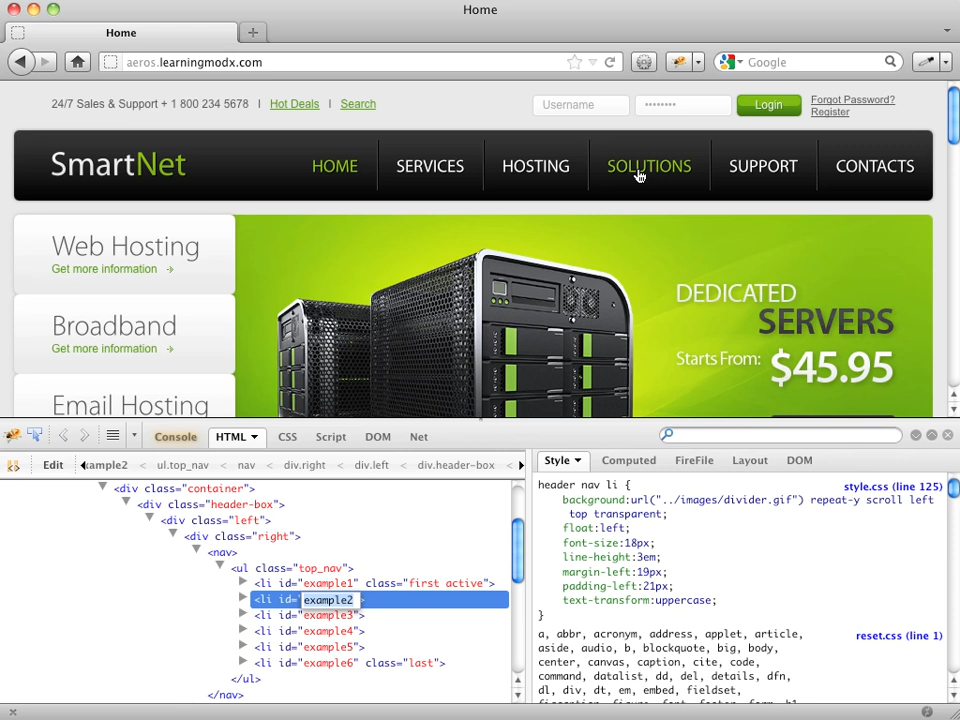 Home
Home
aeros.learningmodx.com
Google
24/7 Sales & Support + 1 800 234 5678 I Hot Deals I Search
Username
••••••••
Login
Forgot Password?
Register
SmartNet
HOME
SERVICES
HOSTING
SOLUTIONS
SUPPORT
CONTACTS
Web Hosting
Get more information
Broadband
Get more information
Email Hosting
DEDICATED
SERVERS
Starts From: $45.95
Console
HTML
CSS
Script
DOM
Net
Edit
ample2 < ul.top_nav < nav < div.right < div.left < div.header-box <
Style
Computed
FireFile
Layout
DOM
<div class="container">
<div class="header-box">
<div class="left">
<div class="right">
<nav>
<ul class="top_nav">
<li id="example1" class="first active">
<li id="example2">
<li id="example3">
<li id="example4">
<li id="example5">
<li id="example6" class="last">
</ul>
</nav>
header nav li {
style.css (line 125)
background:url("../images/divider.gif") repeat-y scroll left
top transparent;
float:left;
font-size:18px;
line-height:3em;
margin-left:19px;
padding-left:21px;
text-transform:uppercase;
}
a, abbr, acronym, address, applet, article,
reset.css (line 1)
aside, audio, b, blockquote, big, body,
center, canvas, caption, cite, code,
command, datalist, dd, del, details, dfn,
dl, div, dt, em, embed, fieldset,